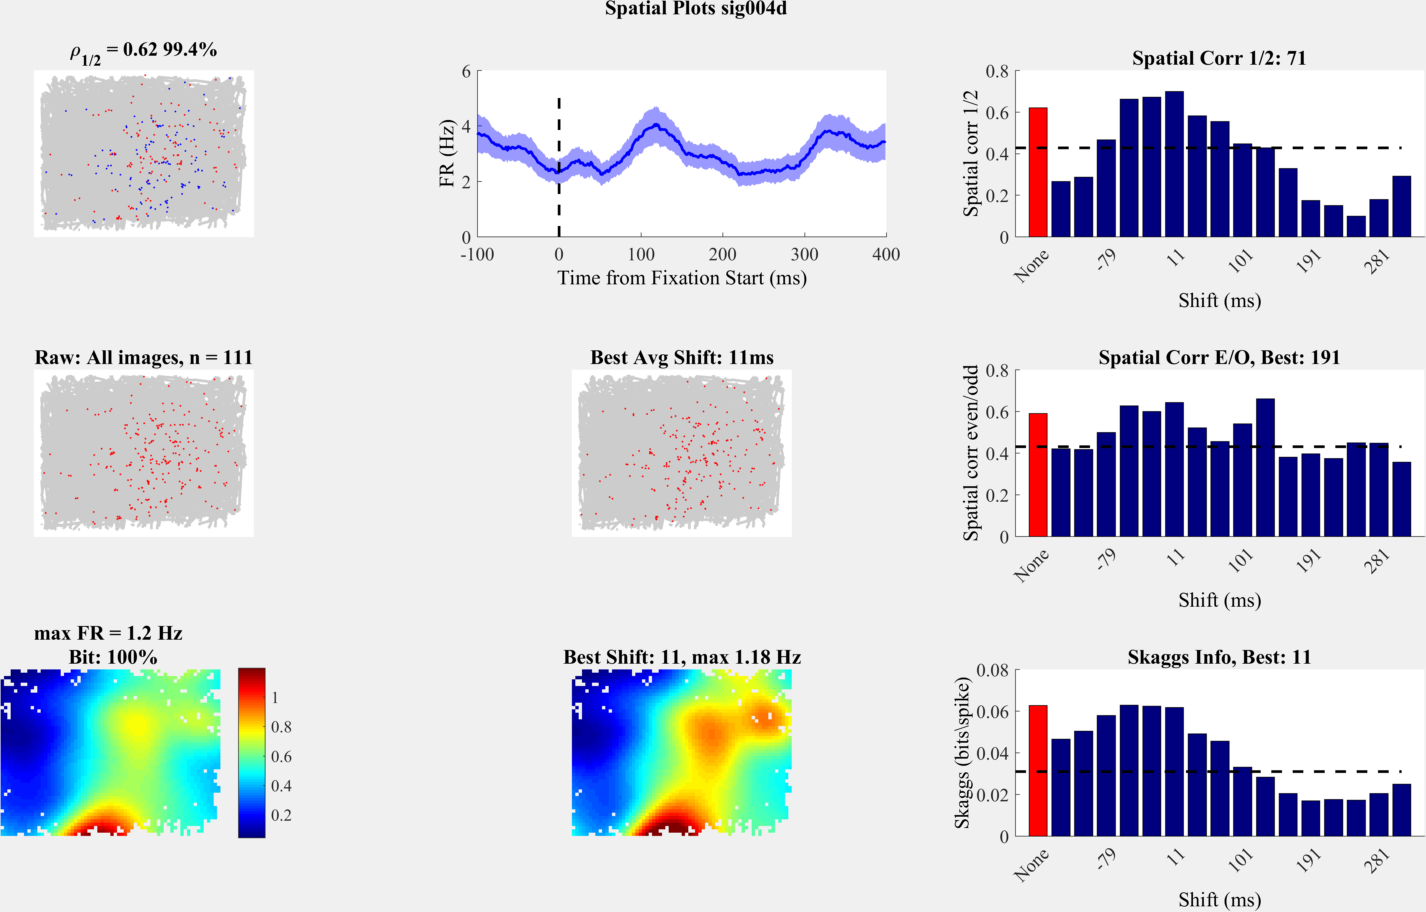 Spatial Plots sig004d
ρ1/2 = 0.62 99.4%
6
4
2
0
FR (Hz)
-100
0
100
200
300
400
Time from Fixation Start (ms)
Spatial Corr 1/2: 71
0.8
0.6
0.4
0.2
0
Spatial corr 1/2
None
-79
11
101
191
281
Shift (ms)
Raw: All images, n = 111
Best Avg Shift: 11ms
Spatial Corr E/O, Best: 191
0.8
0.6
0.4
0.2
0
Spatial corr even/odd
None
-79
11
101
191
281
Shift (ms)
max FR = 1.2 Hz
Bit: 100%
1
0.8
0.6
0.4
0.2
Best Shift: 11, max 1.18 Hz
Skaggs Info, Best: 11
0.08
0.06
0.04
0.02
0
Skaggs (bits\spike)
None
-79
11
101
191
281
Shift (ms)